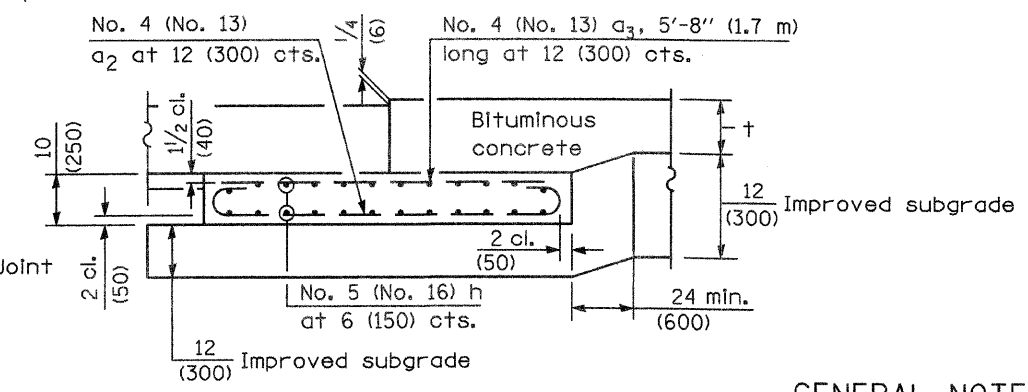 No. 4 (No. 13)
a2 at 12 (300) cts.
1/4
(6)
No. 4 (No. 13) a3, 5'-8" (1.7 m)
long at 12 (300) cts.
10
(250)
1 1/2 cl.
(40)
Bituminous
concrete
t
12
(300)
Improved subgrade
2 cl.
(50)
Joint
2 cl.
(50)
No. 5 (No. 16) h
at 6 (150) cts.
24 min.
(600)
12
(300)
Improved subgrade